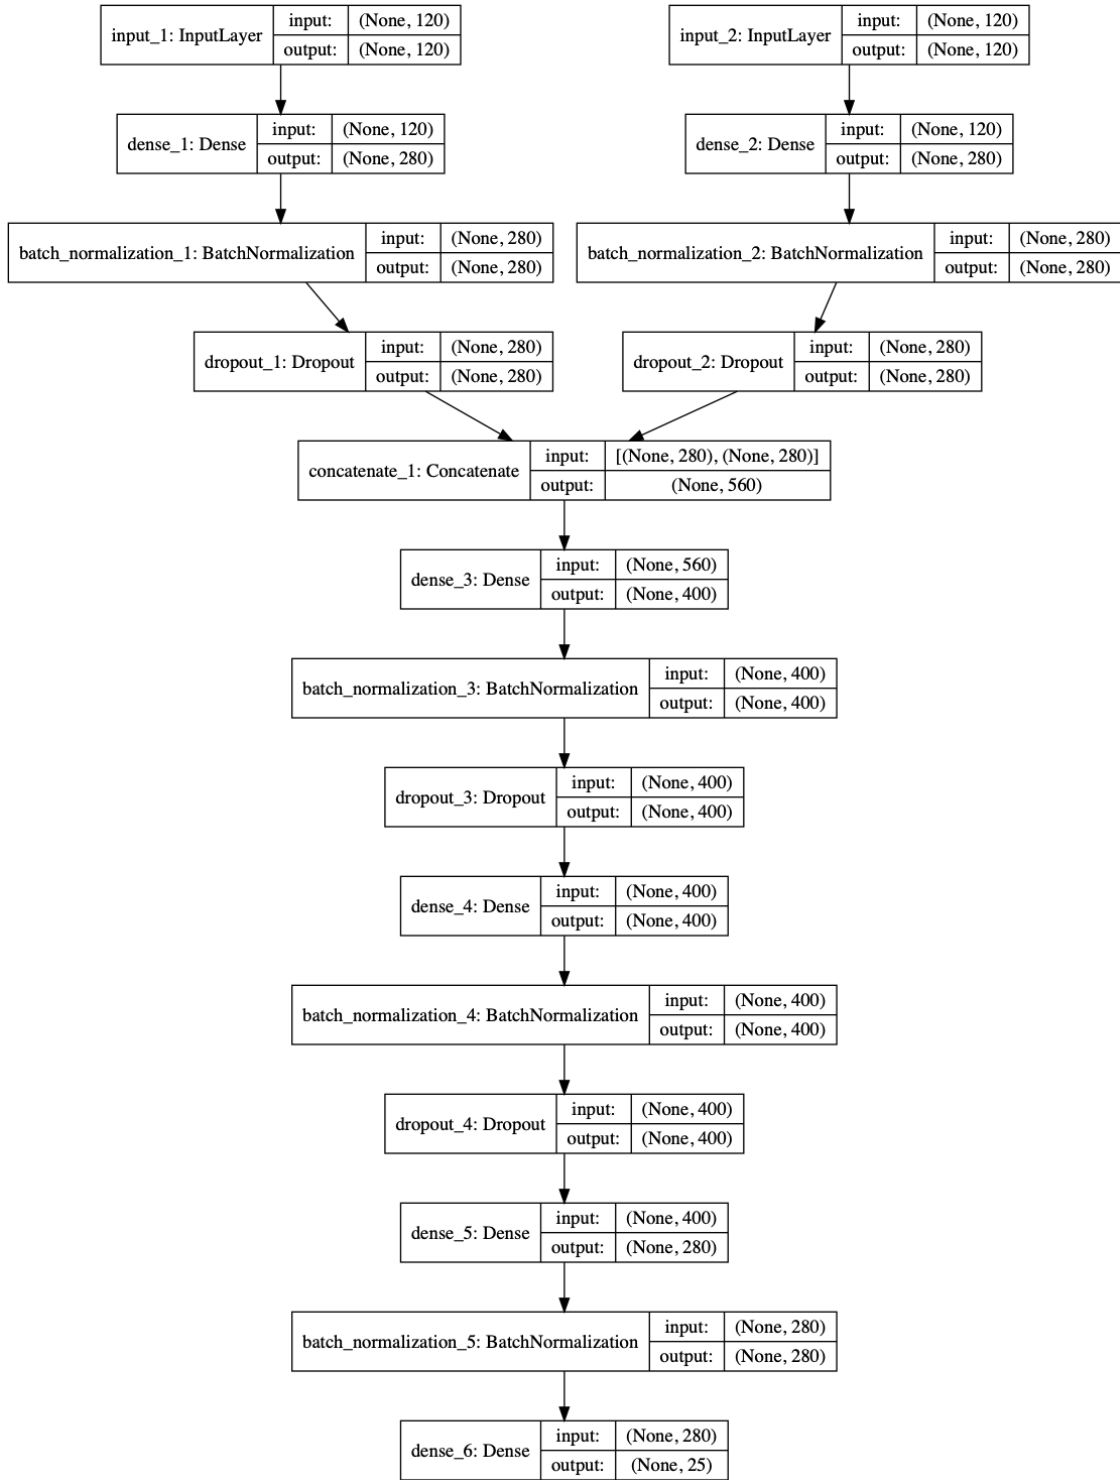 input_1: InputLayer input: (None, 120)
output: (None, 120)
input_2: InputLayer input: (None, 120)
output: (None, 120)
dense_1: Dense input: (None, 120)
output: (None, 280)
dense_2: Dense input: (None, 120)
output: (None, 280)
batch_normalization_1: BatchNormalization input: (None, 280)
output: (None, 280)
batch_normalization_2: BatchNormalization input: (None, 280)
output: (None, 280)
dropout_1: Dropout input: (None, 280)
output: (None, 280)
dropout_2: Dropout input: (None, 280)
output: (None, 280)
concatenate_1: Concatenate input: [(None, 280), (None, 280)]
output: (None, 560)
dense_3: Dense input: (None, 560)
output: (None, 400)
batch_normalization_3: BatchNormalization input: (None, 400)
output: (None, 400)
dropout_3: Dropout input: (None, 400)
output: (None, 400)
dense_4: Dense input: (None, 400)
output: (None, 400)
batch_normalization_4: BatchNormalization input: (None, 400)
output: (None, 400)
dropout_4: Dropout input: (None, 400)
output: (None, 400)
dense_5: Dense input: (None, 400)
output: (None, 280)
batch_normalization_5: BatchNormalization input: (None, 280)
output: (None, 280)
dense_6: Dense input: (None, 280)
output: (None, 25)